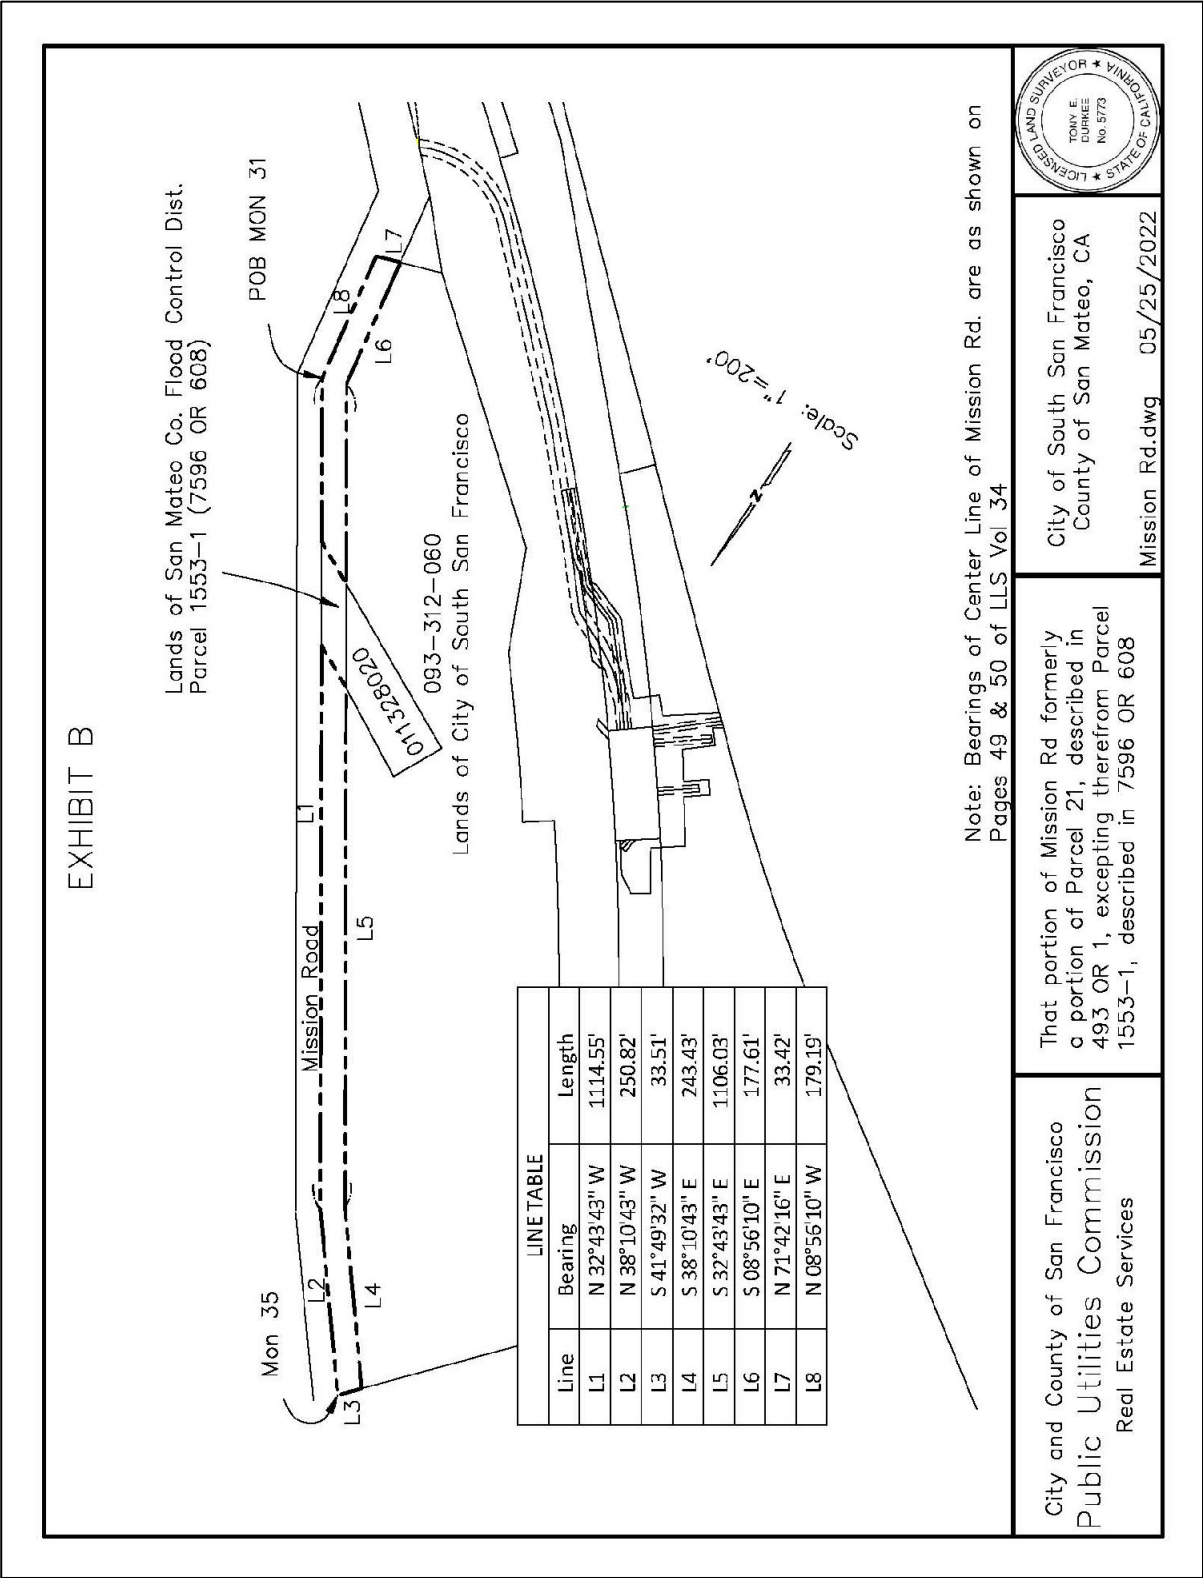 EXHIBIT B
Lands of San Mateo Co. Flood Control Dist.
Parcel 1553-1 (7596 OR 608)
POB MON 31
Mon 35
Mission Road
L1
L2
L3
L4
L5
L6
L7
L8
011328020
093-312-060
Lands of City of South San Francisco
N
Scale: 1"=200'
LINE TABLE
Line Bearing Length
L1 N 32°43'43" W 1114.55'
L2 N 38°10'43" W 250.82'
L3 S 41°49'32" W 33.51'
L4 S 38°10'43" E 243.43'
L5 S 32°43'43" E 1106.03'
L6 S 08°56'10" E 177.61'
L7 N 71°42'16" E 33.42'
L8 N 08°56'10" W 179.19'
Note: Bearings of Center Line of Mission Rd. are as shown on
Pages 49 & 50 of LLS Vol 34
City and County of San Francisco
Public Utilities Commission
Real Estate Services
That portion of Mission Rd formerly
a portion of Parcel 21, described in
493 OR 1, excepting therefrom Parcel
1553-1, described in 7596 OR 608
City of South San Francisco
County of San Mateo, CA
Mission Rd.dwg 05/25/2022
LICENSED LAND SURVEYOR
TONY E.
DURKEE
No. 5773
STATE OF CALIFORNIA